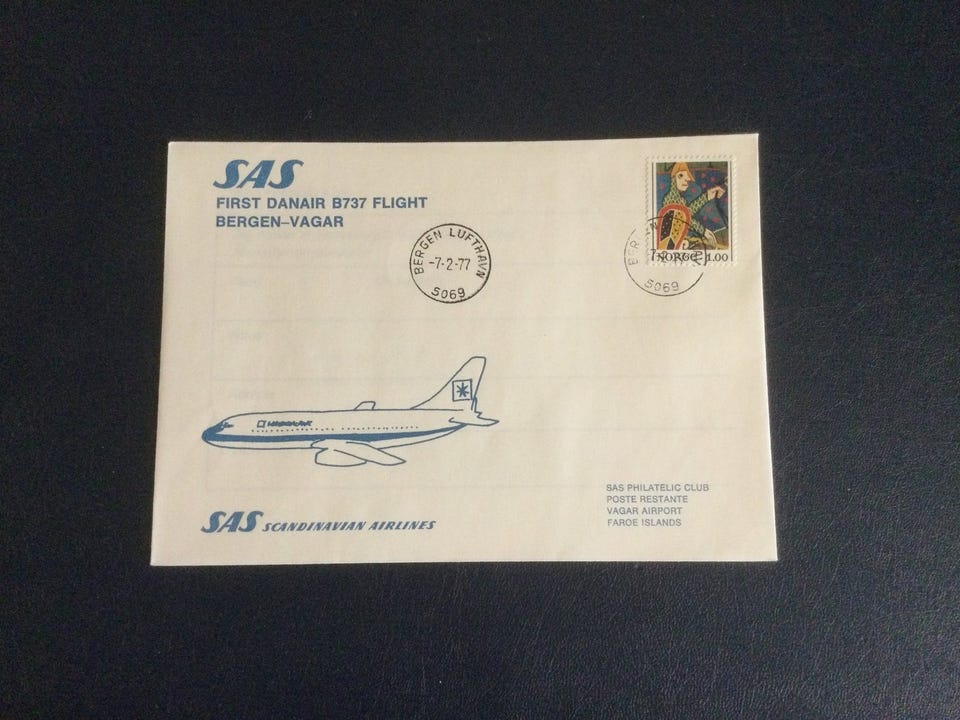 SAS
FIRST DANAIR B737 FLIGHT
BERGEN–VAGAR
BERGEN LUFTHAVN
-7-2-77
5069
NORGE 1.00
5069
SAS PHILATELIC CLUB
POSTE RESTANTE
VAGAR AIRPORT
FAROE ISLANDS
SAS SCANDINAVIAN AIRLINES